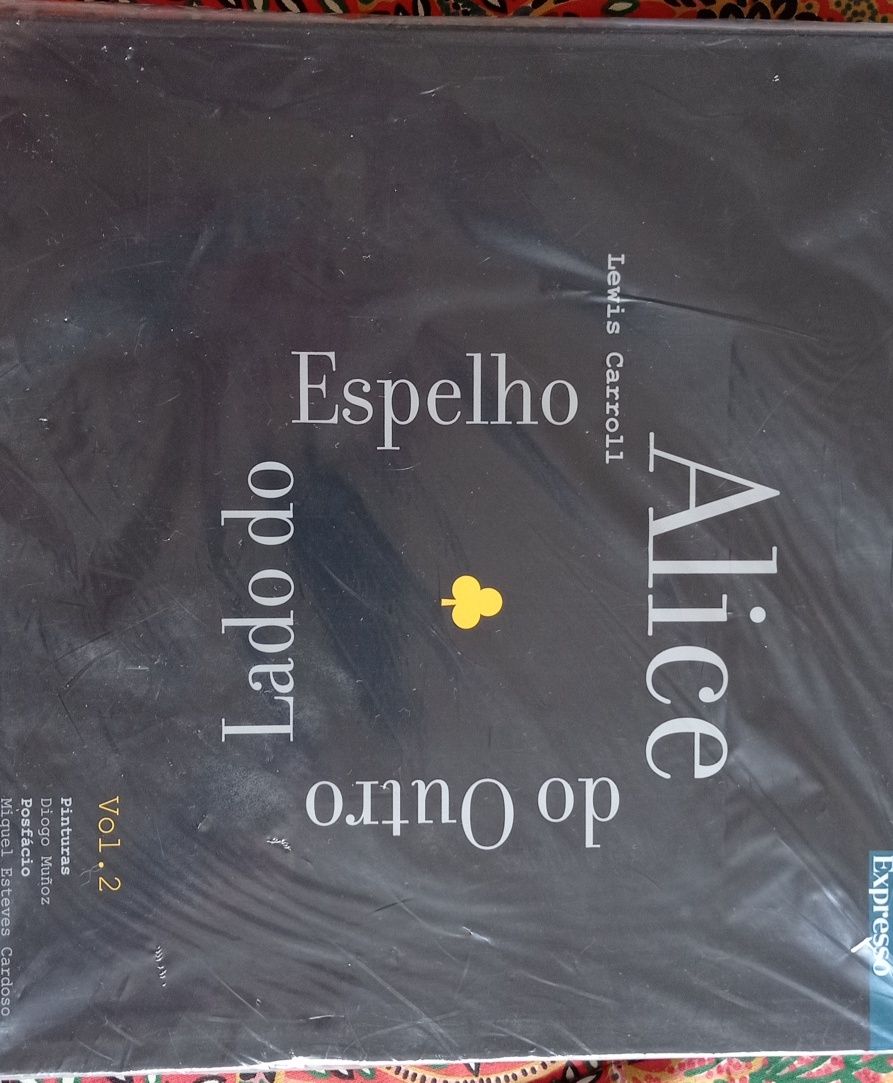 Expresso
Lewis Carroll
Alice
do Outro
Lado do
Espelho
Vol.2
Pinturas
Diogo Muñoz
Posfácio
Miguel Esteves Cardoso